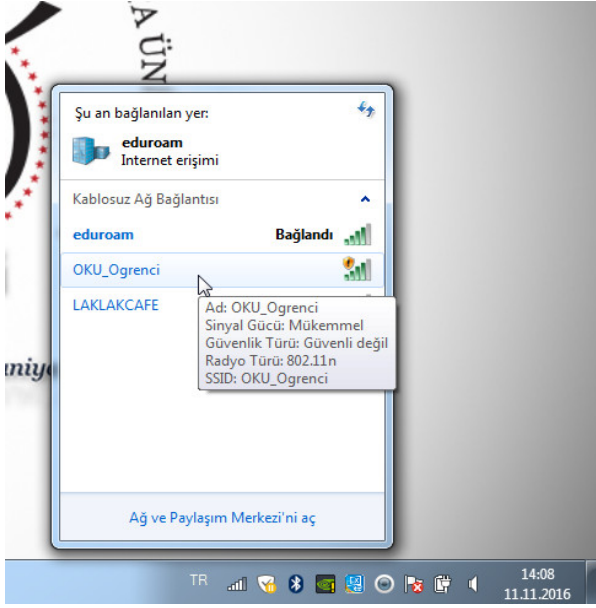 A ÜN
Şu an bağlanılan yer:
eduroam
Internet erişimi
Kablosuz Ağ Bağlantısı
eduroam Bağlandı
OKU_Ogrenci
LAKLAKCAFE
Ad: OKU_Ogrenci
Sinyal Gücü: Mükemmel
Güvenlik Türü: Güvenli değil
Radyo Türü: 802.11n
SSID: OKU_Ogrenci
niye
Ağ ve Paylaşım Merkezi'ni aç
TR
14:08
11.11.2016